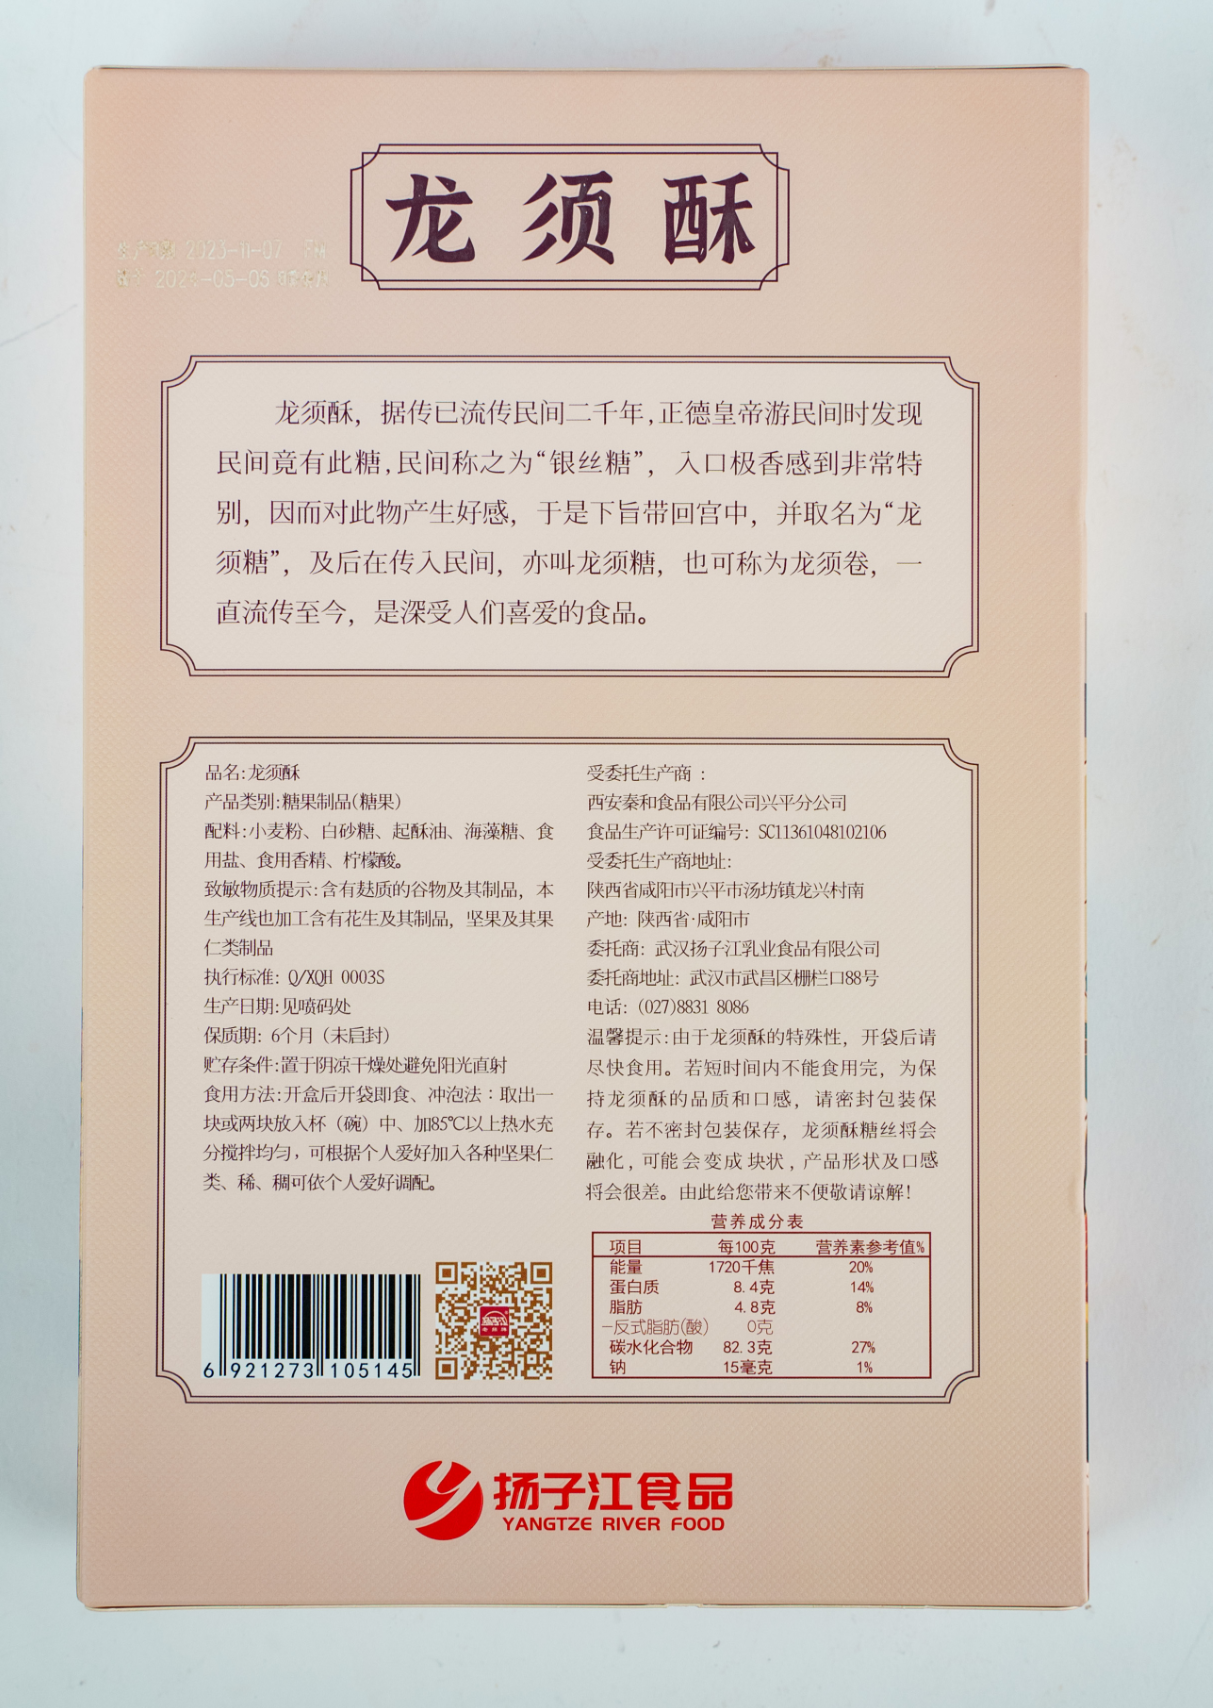 龙须酥
2023-11-07
龙须酥，据传已流传民间二千年，正德皇帝游民间时发现
民间竟有此糖，民间称之为“银丝糖”，入口极香感到非常特
别，因而对此物产生好感，于是下旨带回宫中，并取名为“龙
须糖”，及后在传入民间，亦叫龙须糖，也可称为龙须卷，一
直流传至今，是深受人们喜爱的食品。
品名：龙须酥
产品类别：糖果制品（糖果）
配料：小麦粉、白砂糖、起酥油、海藻糖、食
用盐、食用香精、柠檬酸。
致敏物质提示：含有麸质的谷物及其制品，本
生产线也加工含有花生及其制品，坚果及其果
仁类制品
执行标准：Q/XQH 0003S
生产日期：见喷码处
保质期：6个月（未启封）
贮存条件：置于阴凉干燥处避免阳光直射
食用方法：开盒后开袋即食、冲泡法：取出一
块或两块放入杯（碗）中、加85℃以上热水充
分搅拌均匀，可根据个人爱好加入各种坚果仁
类、稀、稠可依个人爱好调配。
6 921273 105145
受委托生产商：
西安秦和食品有限公司兴平分公司
食品生产许可证编号：SC11361048102106
受委托生产商地址：
陕西省咸阳市兴平市汤坊镇龙兴村南
产地：陕西省·咸阳市
委托商：武汉扬子江乳业食品有限公司
委托商地址：武汉市武昌区栅栏口88号
电话：(027)8831 8086
温馨提示：由于龙须酥的特殊性，开袋后请
尽快食用。若短时间内不能食用完，为保
持龙须酥的品质和口感，请密封包装保
存。若不密封包装保存，龙须酥糖丝将会
融化，可能会变成块状，产品形状及口感
将会很差。由此给您带来不便敬请谅解！
营养成分表
项目 每100克 营养素参考值%
能量 1720千焦 20%
蛋白质 8.4克 14%
脂肪 4.8克 8%
-反式脂肪(酸) 0克
碳水化合物 82.3克 27%
钠 15毫克 1%
扬子江食品
YANGTZE RIVER FOOD